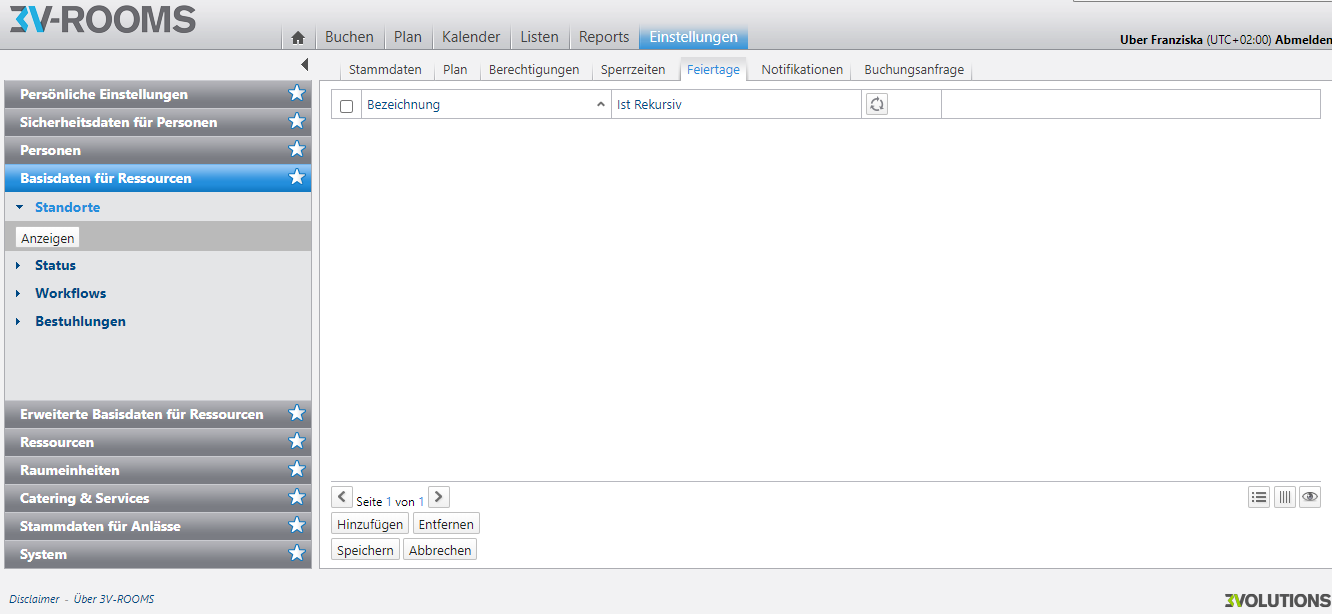 3V-ROOMS
Buchen Plan Kalender Listen Reports Einstellungen
Uber Franziska (UTC+02:00) Abmelden
Stammdaten Plan Berechtigungen Sperrzeiten Feiertage Notifikationen Buchungsanfrage
Persönliche Einstellungen
Sicherheitsdaten für Personen
Personen
Basisdaten für Ressourcen
Standorte
Anzeigen
Status
Workflows
Bestuhlungen
Erweiterte Basisdaten für Ressourcen
Ressourcen
Raumeinheiten
Catering & Services
Stammdaten für Anlässe
System
Bezeichnung Ist Rekursiv
Seite 1 von 1
Hinzufügen Entfernen
Speichern Abbrechen
Disclaimer - Über 3V-ROOMS
3VOLUTIONS